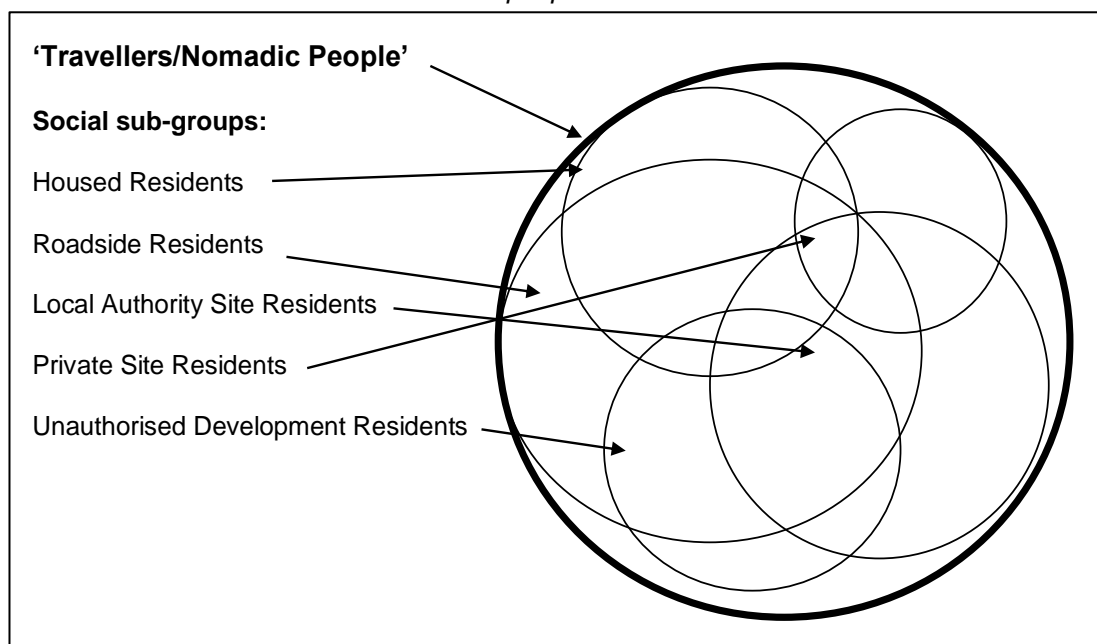 ‘Travellers/Nomadic People’
Social sub-groups:
Housed Residents
Roadside Residents
Local Authority Site Residents
Private Site Residents
Unauthorised Development Residents